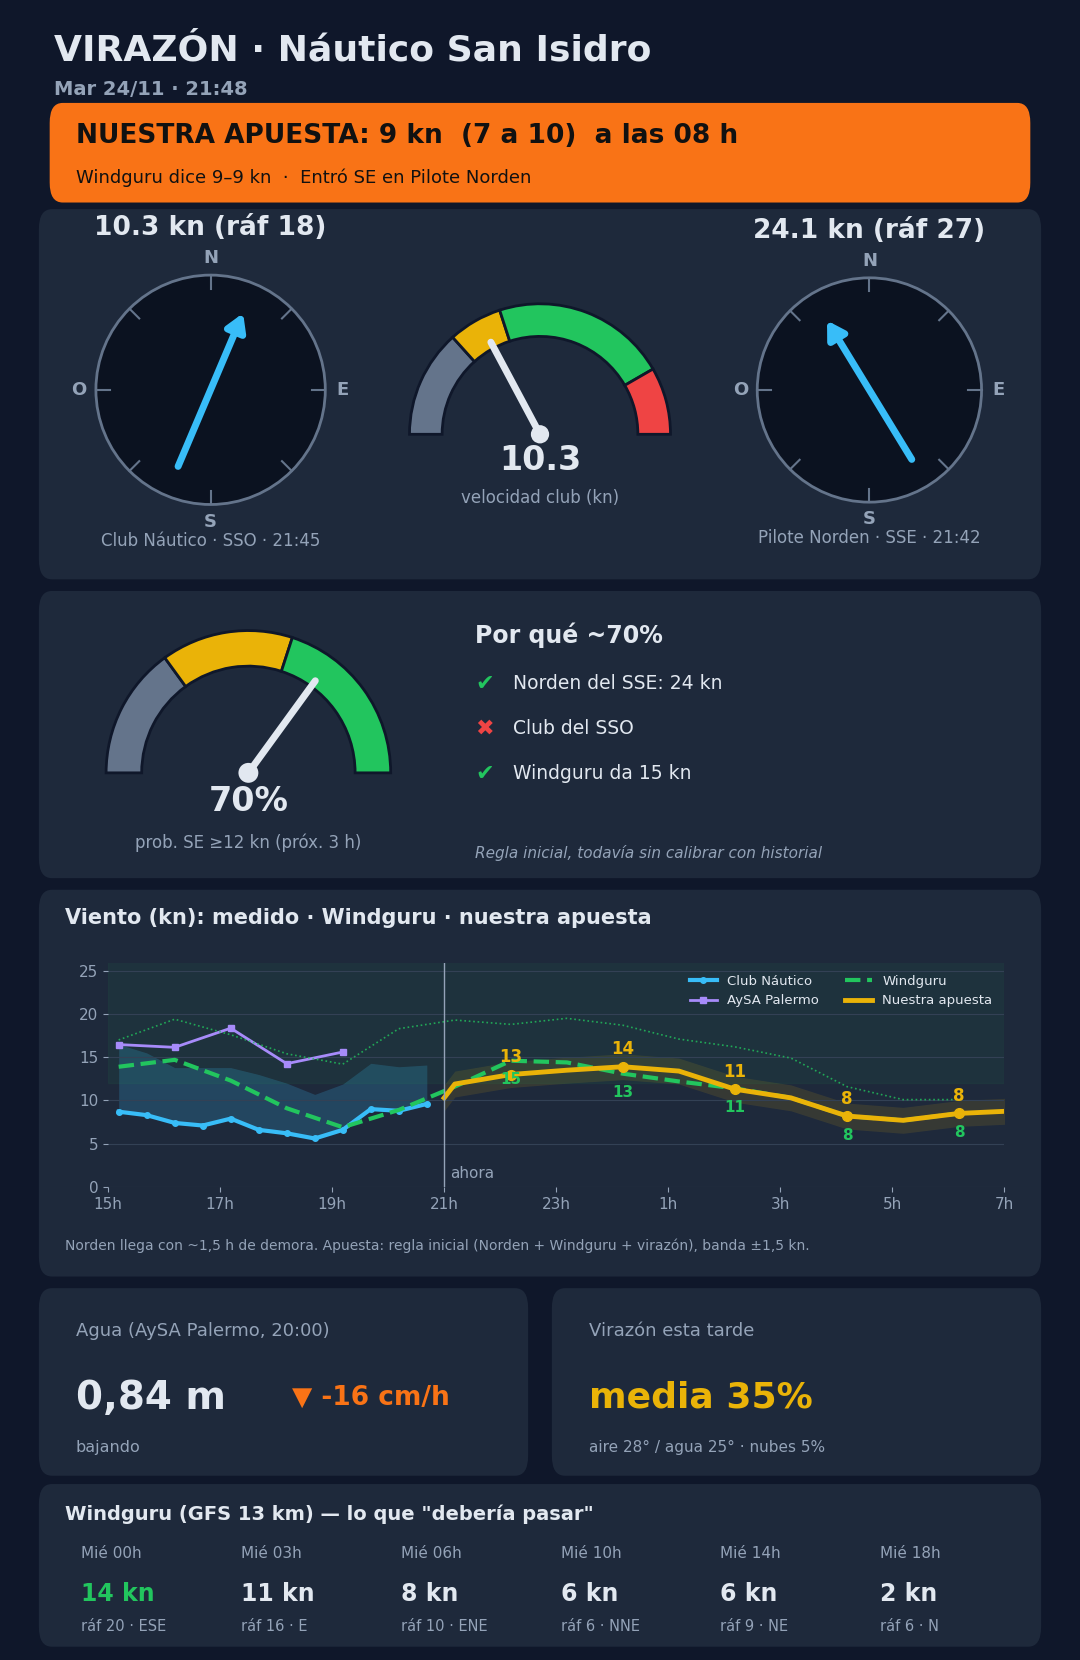 VIRAZÓN · Náutico San Isidro
Mar 24/11 · 21:48
NUESTRA APUESTA: 9 kn (7 a 10) a las 08 h
Windguru dice 9–9 kn · Entró SE en Pilote Norden
10.3 kn (ráf 18)
N
O
E
S
Club Náutico · SSO · 21:45
10.3
velocidad club (kn)
24.1 kn (ráf 27)
N
O
E
S
Pilote Norden · SSE · 21:42
70%
prob. SE ≥12 kn (próx. 3 h)
Por qué ~70%
✔ Norden del SSE: 24 kn
✖ Club del SSO
✔ Windguru da 15 kn
Regla inicial, todavía sin calibrar con historial
Viento (kn): medido · Windguru · nuestra apuesta
Club Náutico
AySA Palermo
Windguru
Nuestra apuesta
25
20
15
10
5
0
13
14
11
8
8
15
13
11
8
8
ahora
15h 17h 19h 21h 23h 1h 3h 5h 7h
Norden llega con ~1,5 h de demora. Apuesta: regla inicial (Norden + Windguru + virazón), banda ±1,5 kn.
Agua (AySA Palermo, 20:00)
0,84 m ▼ -16 cm/h
bajando
Virazón esta tarde
media 35%
aire 28° / agua 25° · nubes 5%
Windguru (GFS 13 km) — lo que "debería pasar"
Mié 00h Mié 03h Mié 06h Mié 10h Mié 14h Mié 18h
14 kn 11 kn 8 kn 6 kn 6 kn 2 kn
ráf 20 · ESE ráf 16 · E ráf 10 · ENE ráf 6 · NNE ráf 9 · NE ráf 6 · N